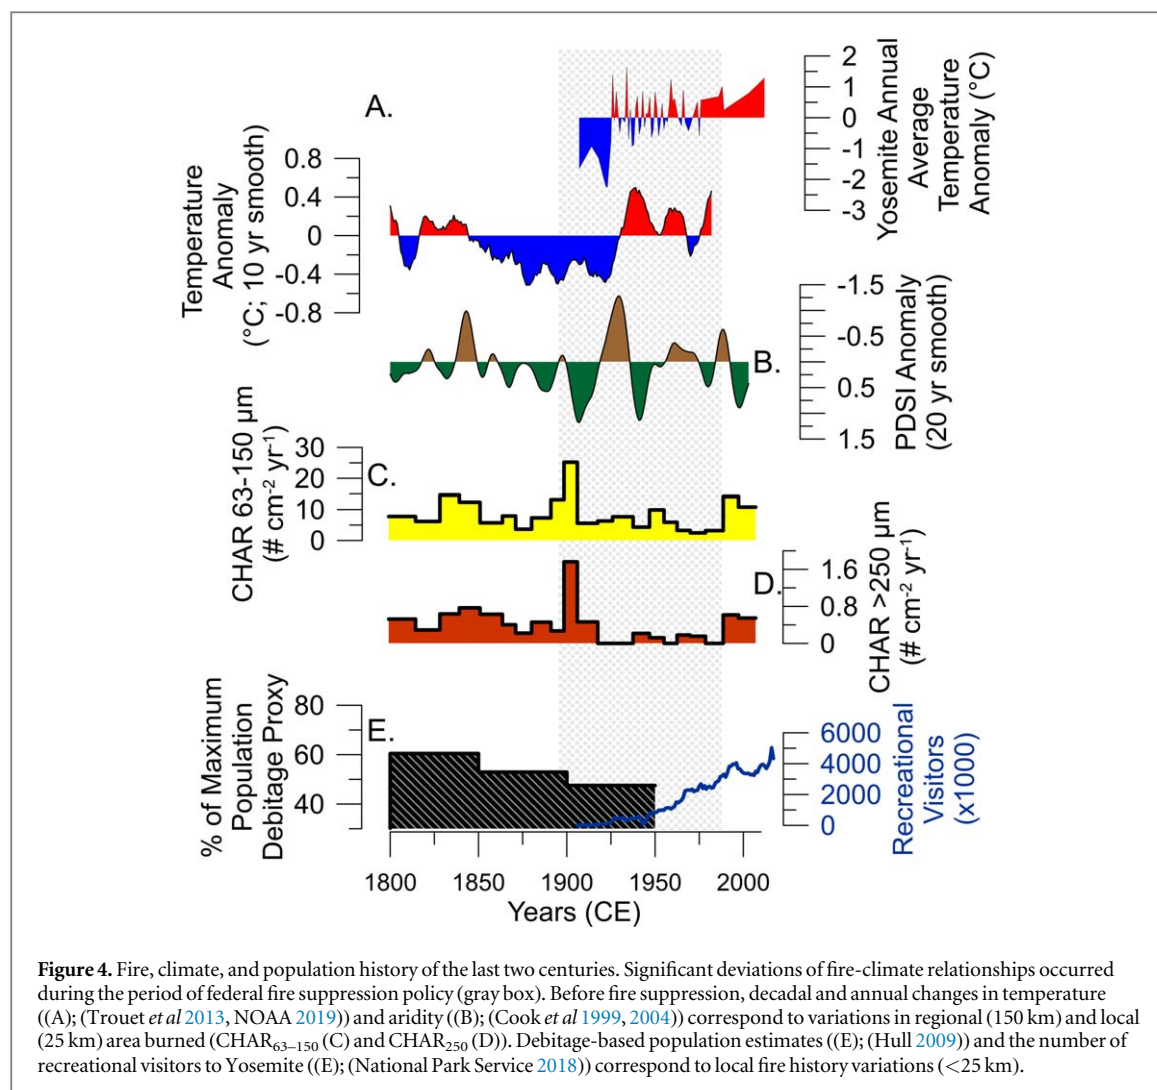 A.
2
1
0
-1
-2
-3
Yosemite Annual
Average
Temperature
Anomaly (°C)
Temperature
Anomaly
(°C; 10 yr smooth)
0.8
0.4
0
-0.4
-0.8
B.
-1.5
-0.5
0.5
1.5
PDSI Anomaly
(20 yr smooth)
CHAR 63-150 µm
(# cm⁻² yr⁻¹)
30
20
10
0
C.
D.
1.6
0.8
0
CHAR >250 µm
(# cm⁻² yr⁻¹)
% of Maximum
Population
Debitage Proxy
80
60
40
E.
6000
4000
2000
0
Recreational
Visitors
(x1000)
1800 1850 1900 1950 2000
Years (CE)
Figure 4. Fire, climate, and population history of the last two centuries. Significant deviations of fire-climate relationships occurred
during the period of federal fire suppression policy (gray box). Before fire suppression, decadal and annual changes in temperature
((A); (Trouet et al 2013, NOAA 2019)) and aridity ((B); (Cook et al 1999, 2004)) correspond to variations in regional (150 km) and local
(25 km) area burned (CHAR₆₃₋₁₅₀ (C) and CHAR₂₅₀ (D)). Debitage-based population estimates ((E); (Hull 2009)) and the number of
recreational visitors to Yosemite ((E); (National Park Service 2018)) correspond to local fire history variations (<25 km).